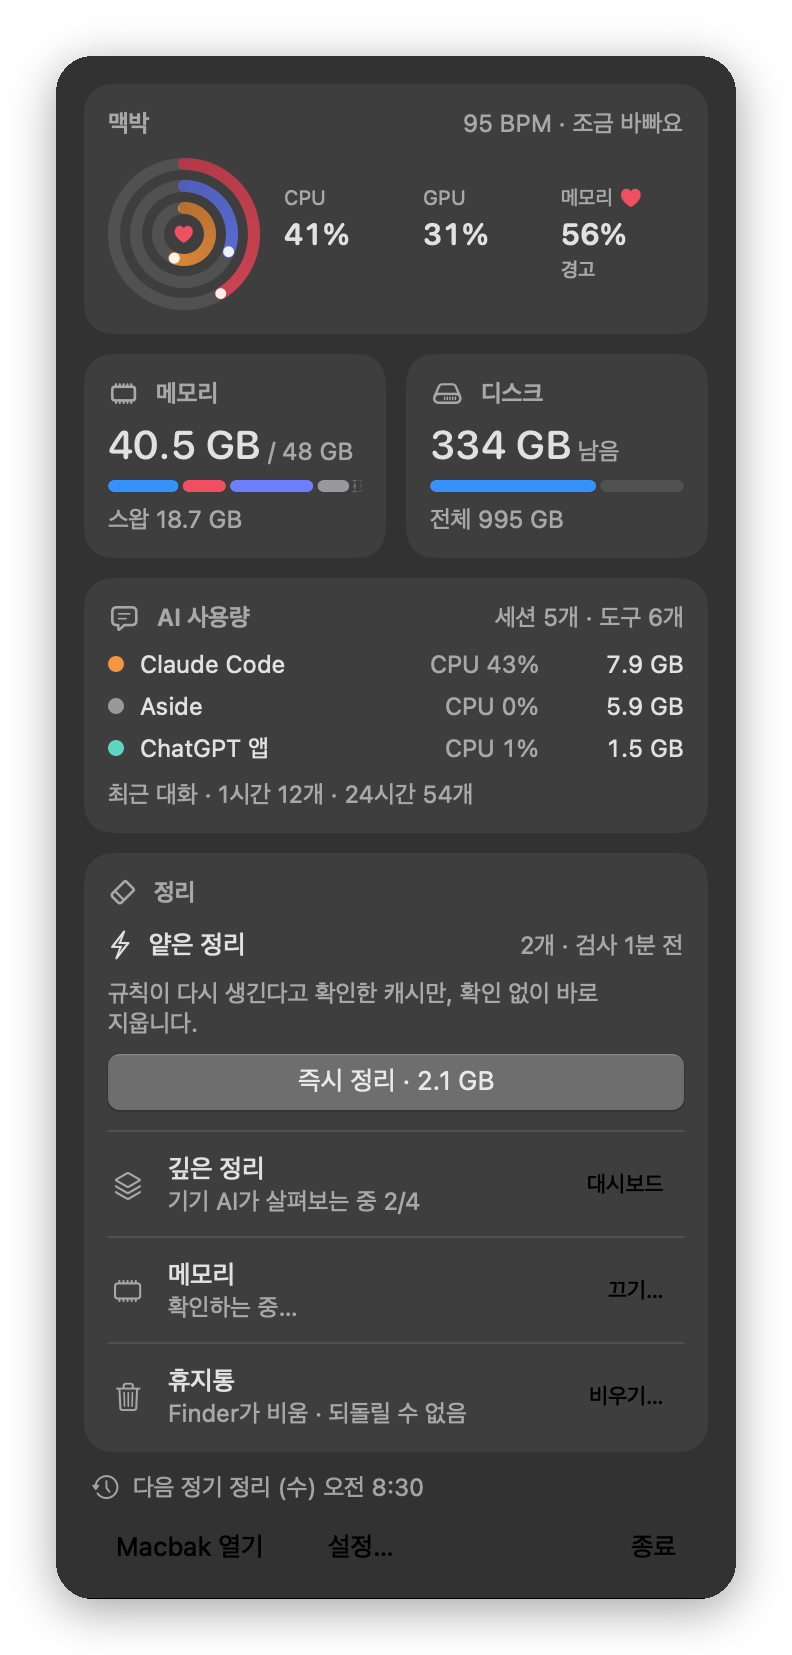 맥박
95 BPM · 조금 바빠요
CPU
GPU
메모리
41%
31%
56%
경고
메모리
40.5 GB / 48 GB
스왑 18.7 GB
디스크
334 GB 남음
전체 995 GB
AI 사용량
세션 5개 · 도구 6개
Claude Code CPU 43% 7.9 GB
Aside CPU 0% 5.9 GB
ChatGPT 앱 CPU 1% 1.5 GB
최근 대화 · 1시간 12개 · 24시간 54개
정리
얕은 정리
2개 · 검사 1분 전
규칙이 다시 생긴다고 확인한 캐시만, 확인 없이 바로
지웁니다.
즉시 정리 · 2.1 GB
깊은 정리
기기 AI가 살펴보는 중 2/4
대시보드
메모리
확인하는 중...
끄기...
휴지통
Finder가 비움 · 되돌릴 수 없음
비우기...
다음 정기 정리 (수) 오전 8:30
Macbak 열기
설정...
종료